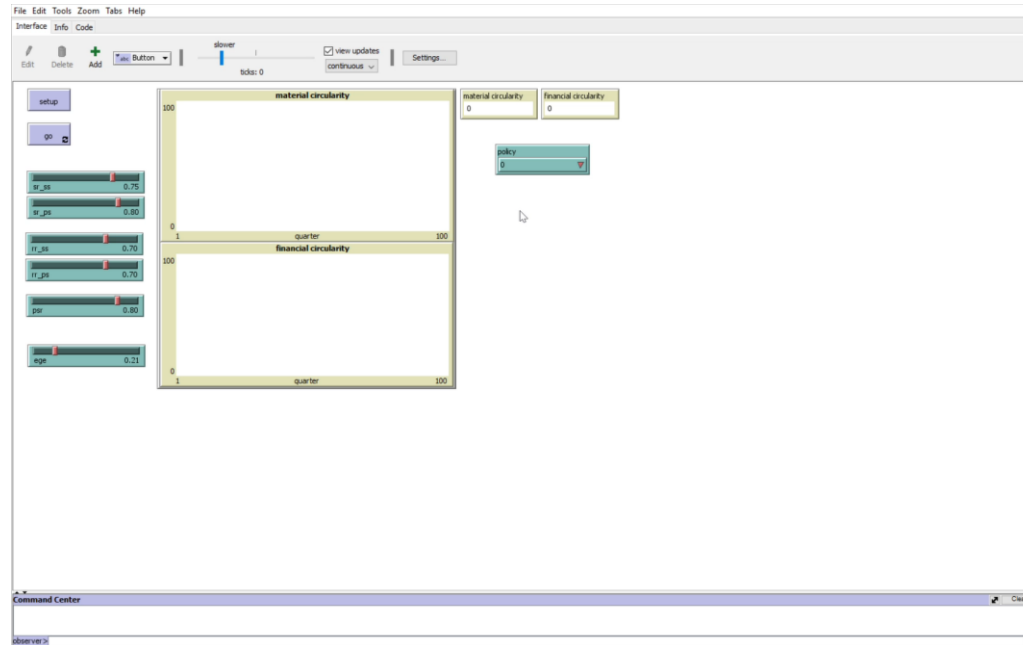 File Edit Tools Zoom Tabs Help
Interface Info Code
Edit Delete Add
abc Button
slower
ticks: 0
view updates
continuous
Settings...
setup
go
sr_ss 0.75
sr_ps 0.80
rr_ss 0.70
rr_ps 0.70
psr 0.80
ege 0.21
material circularity
100
0
1 quarter 100
financial circularity
100
0
1 quarter 100
material circularity
0
financial circularity
0
policy
0
Command Center
Clea
observer>